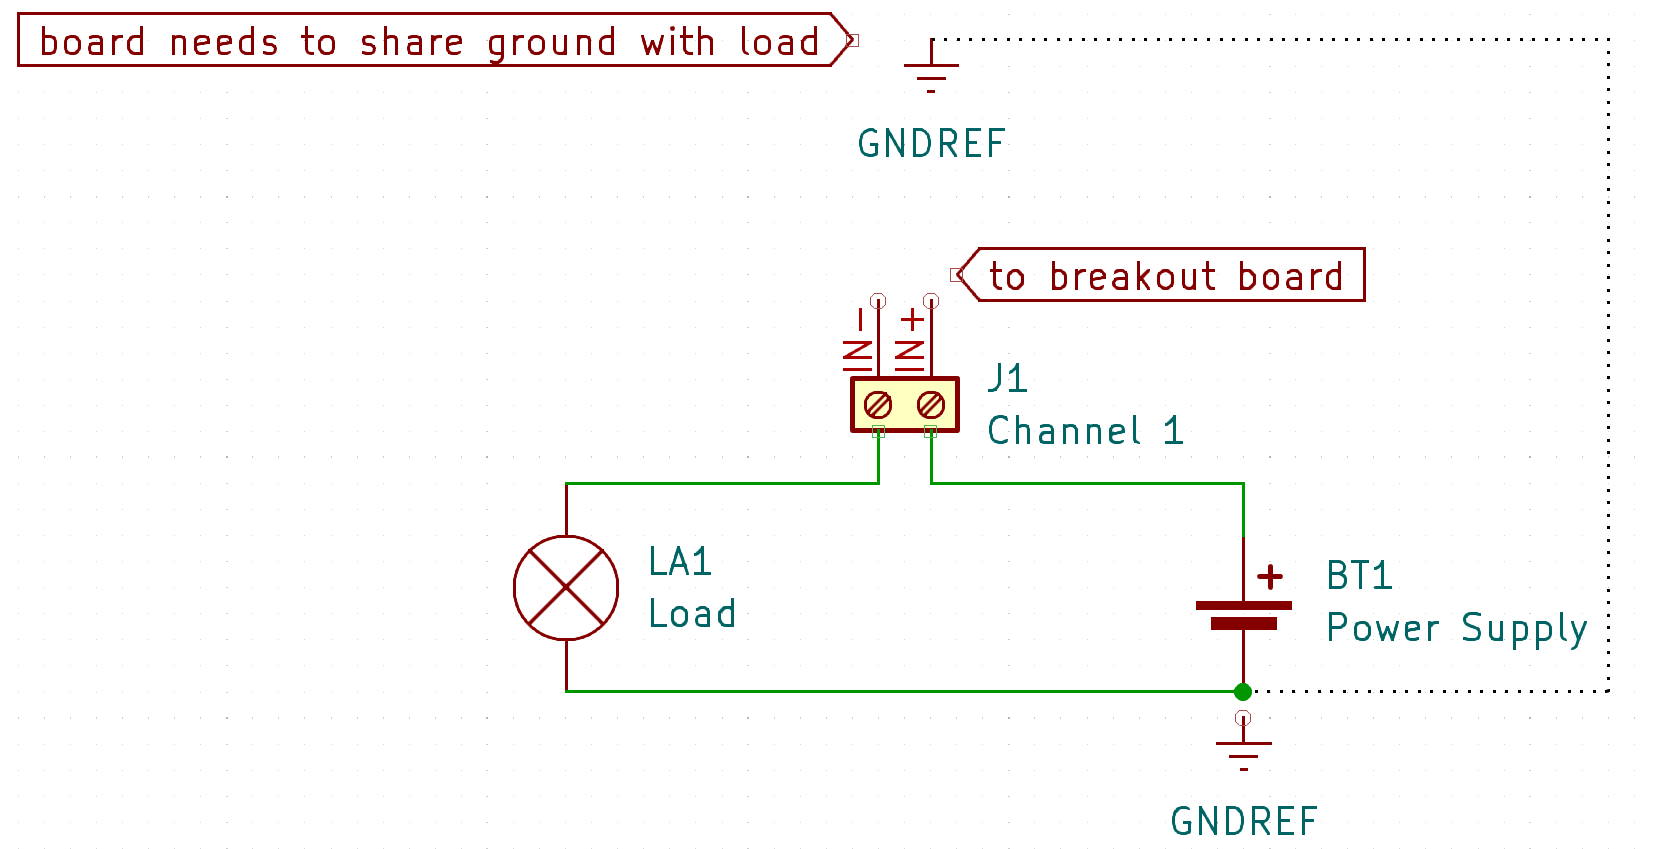 board needs to share ground with load
GNDREF
to breakout board
IN-
IN+
J1
Channel 1
LA1
Load
+
BT1
Power Supply
GNDREF